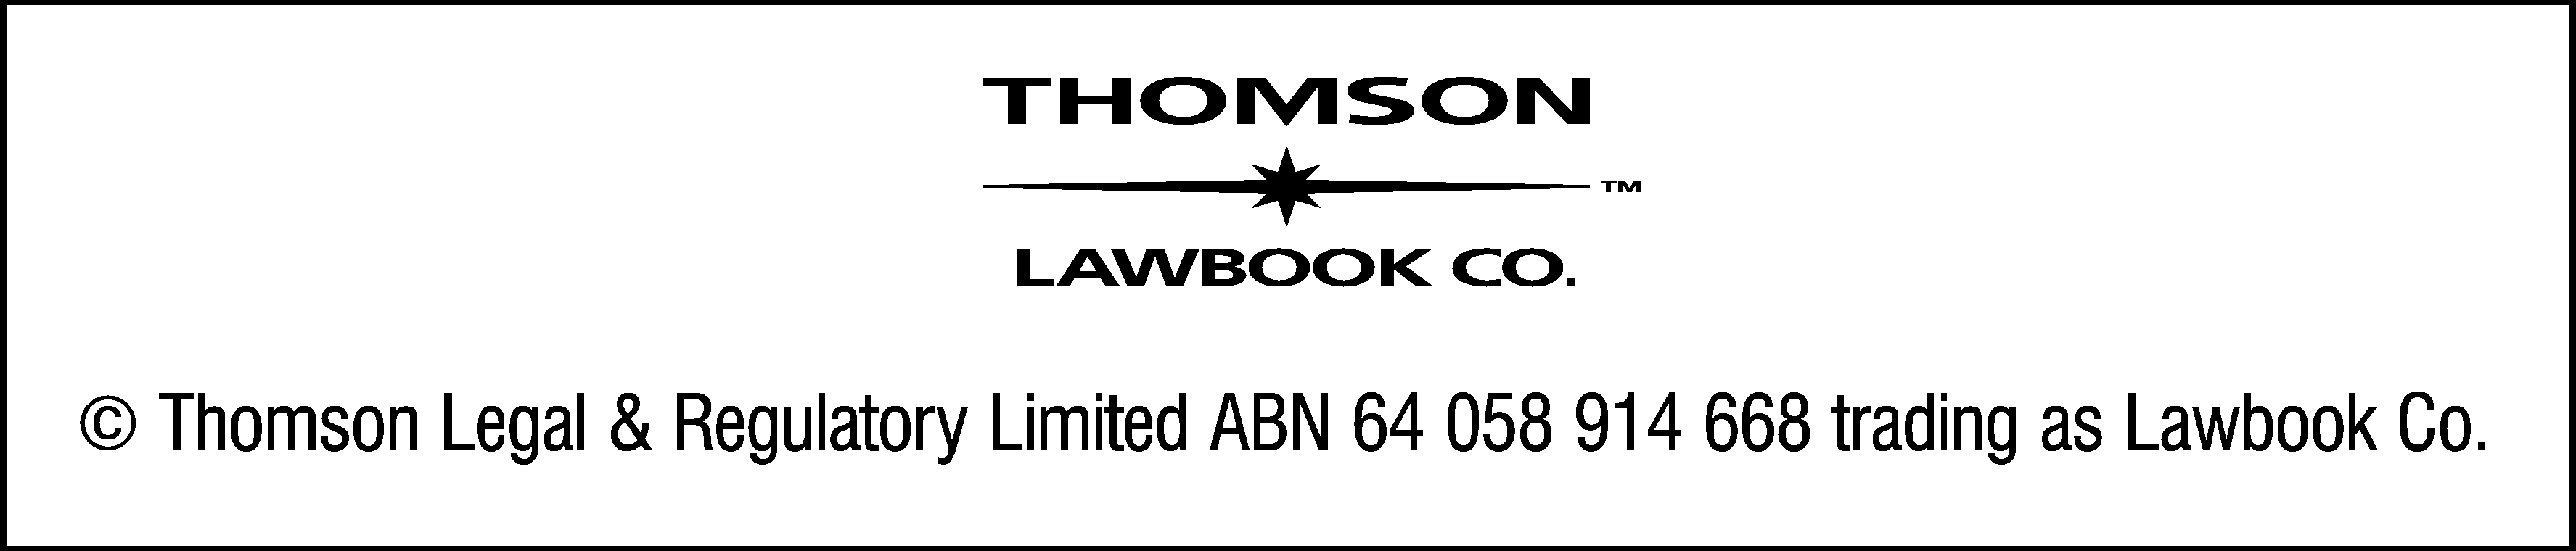 THOMSON
™
LAWBOOK CO.
© Thomson Legal & Regulatory Limited ABN 64 058 914 668 trading as Lawbook Co.